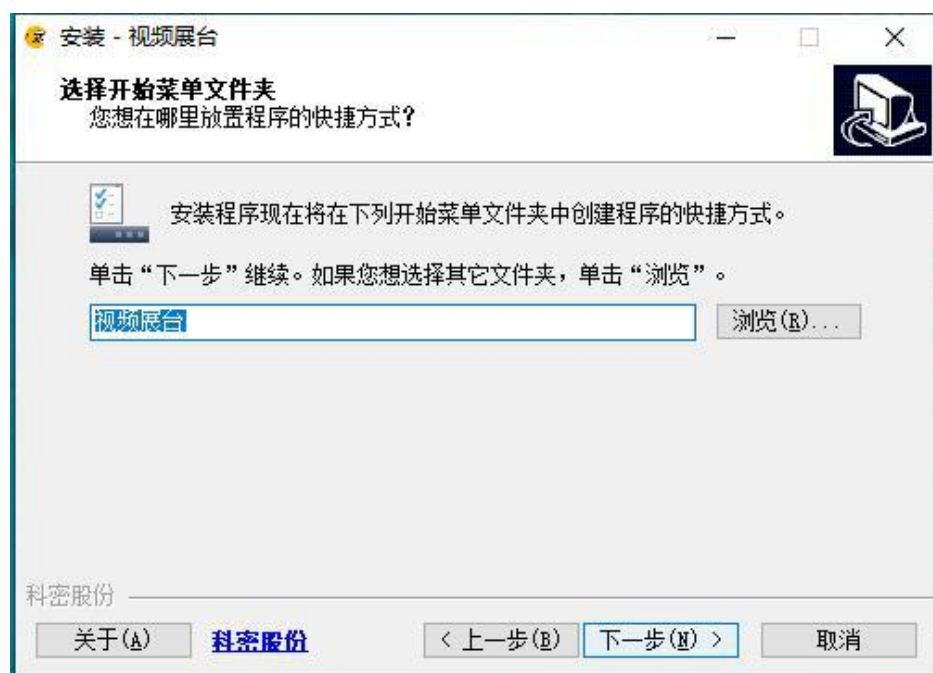 安装 - 视频展台
选择开始菜单文件夹
您想在哪里放置程序的快捷方式?
安装程序现在将在下列开始菜单文件夹中创建程序的快捷方式。
单击“下一步”继续。如果您想选择其它文件夹，单击“浏览”。
视频展台 浏览(R)...
科密股份
关于(A) 科密股份 < 上一步(B) 下一步(N) > 取消